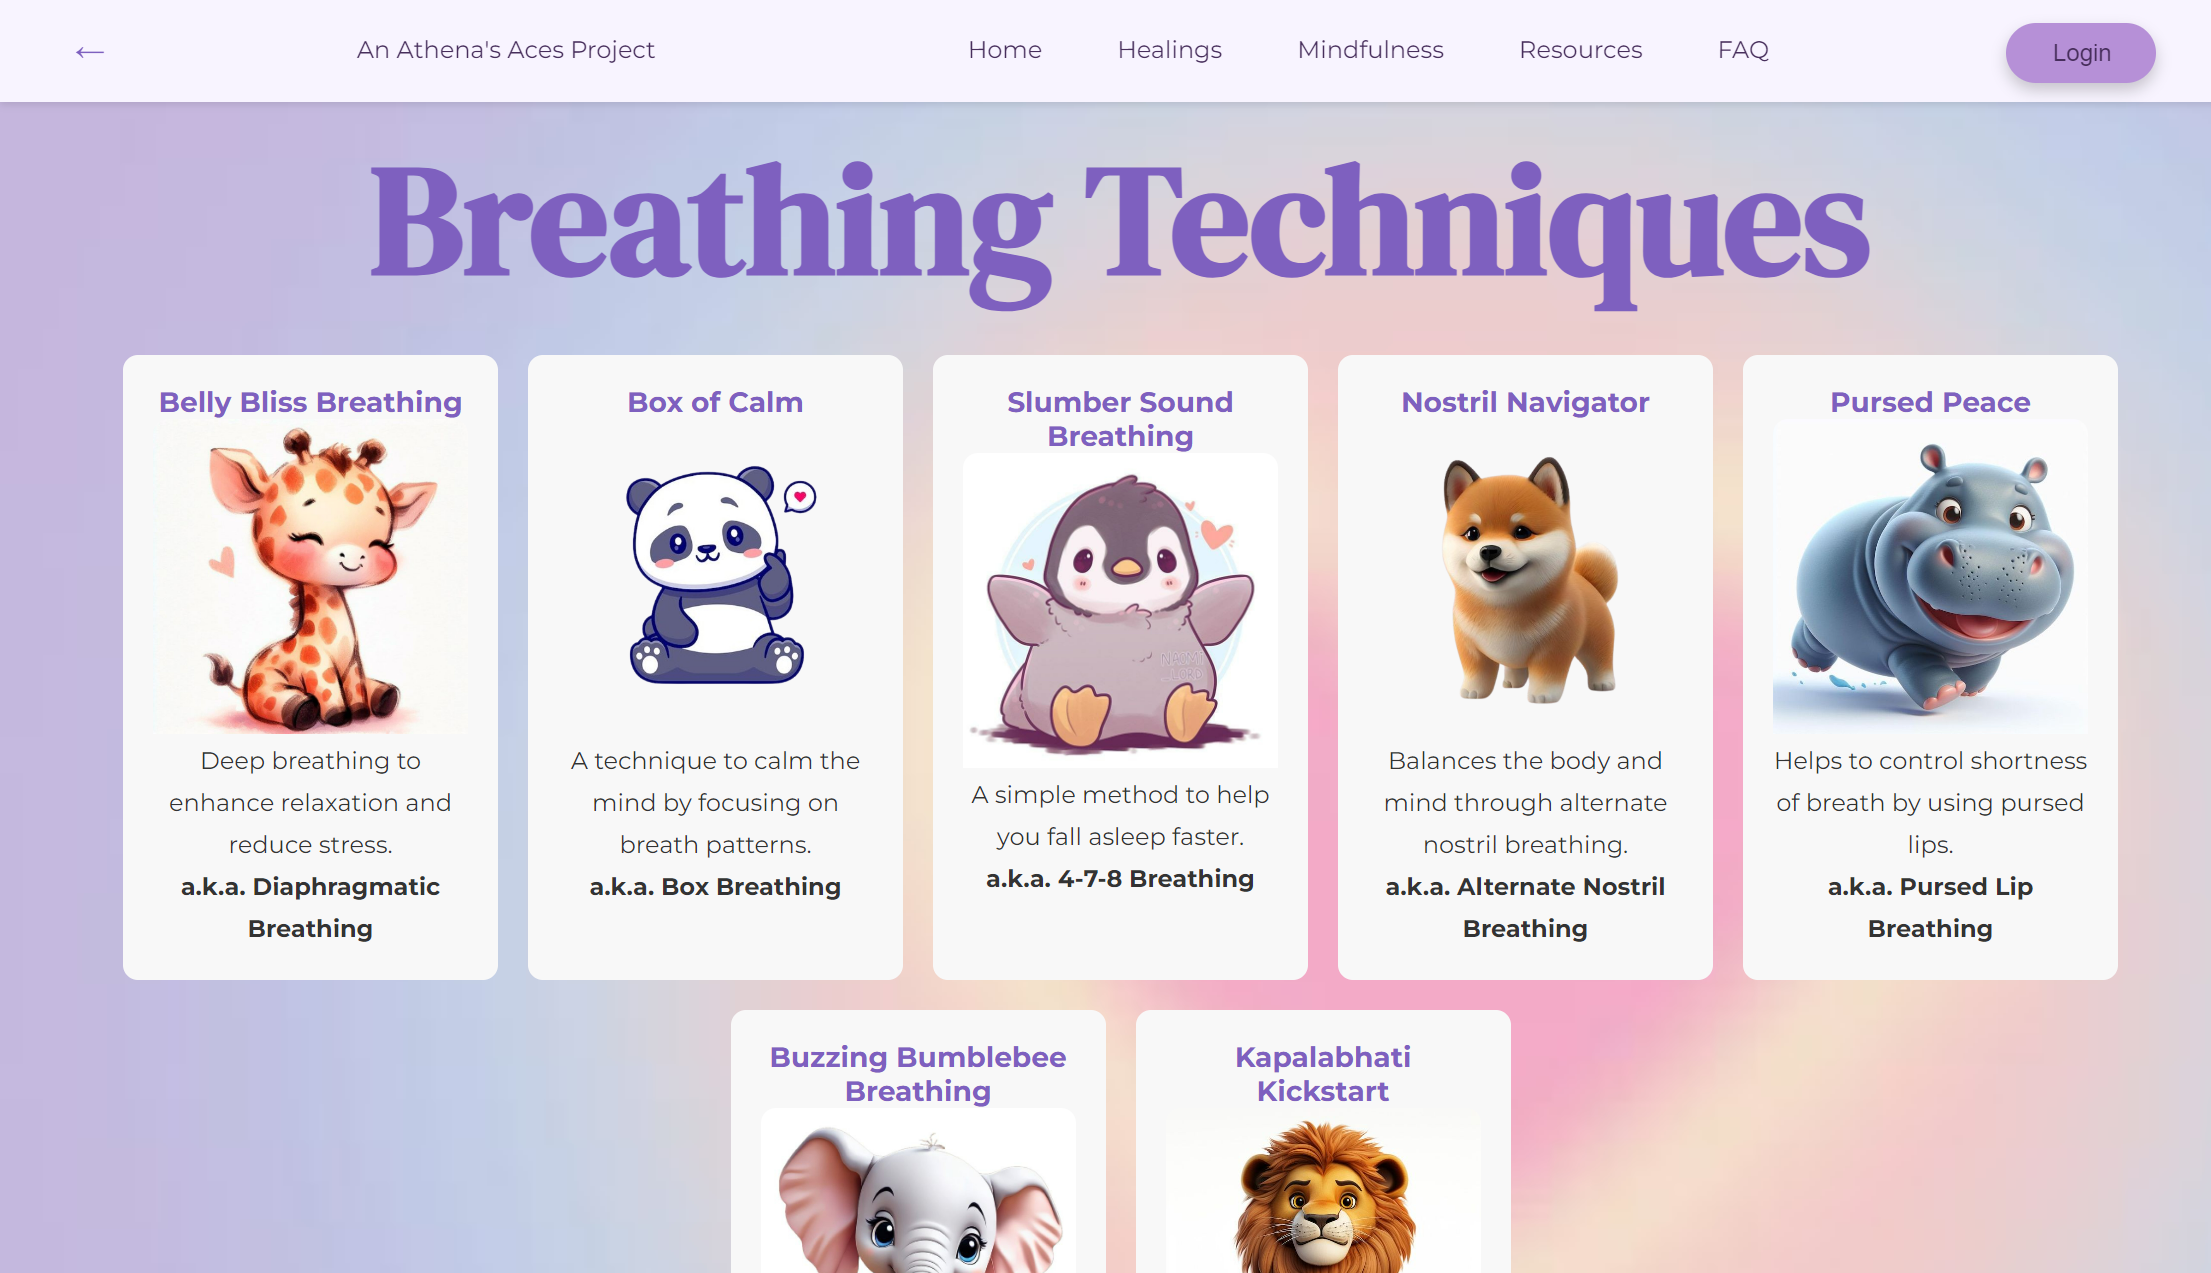 ← An Athena's Aces Project Home Healings Mindfulness Resources FAQ Login
Breathing Techniques
Belly Bliss Breathing
Deep breathing to
enhance relaxation and
reduce stress.
a.k.a. Diaphragmatic
Breathing
Box of Calm
A technique to calm the
mind by focusing on
breath patterns.
a.k.a. Box Breathing
Slumber Sound
Breathing
NAOMI
LORD
A simple method to help
you fall asleep faster.
a.k.a. 4-7-8 Breathing
Nostril Navigator
Balances the body and
mind through alternate
nostril breathing.
a.k.a. Alternate Nostril
Breathing
Pursed Peace
Helps to control shortness
of breath by using pursed
lips.
a.k.a. Pursed Lip
Breathing
Buzzing Bumblebee
Breathing
Kapalabhati
Kickstart